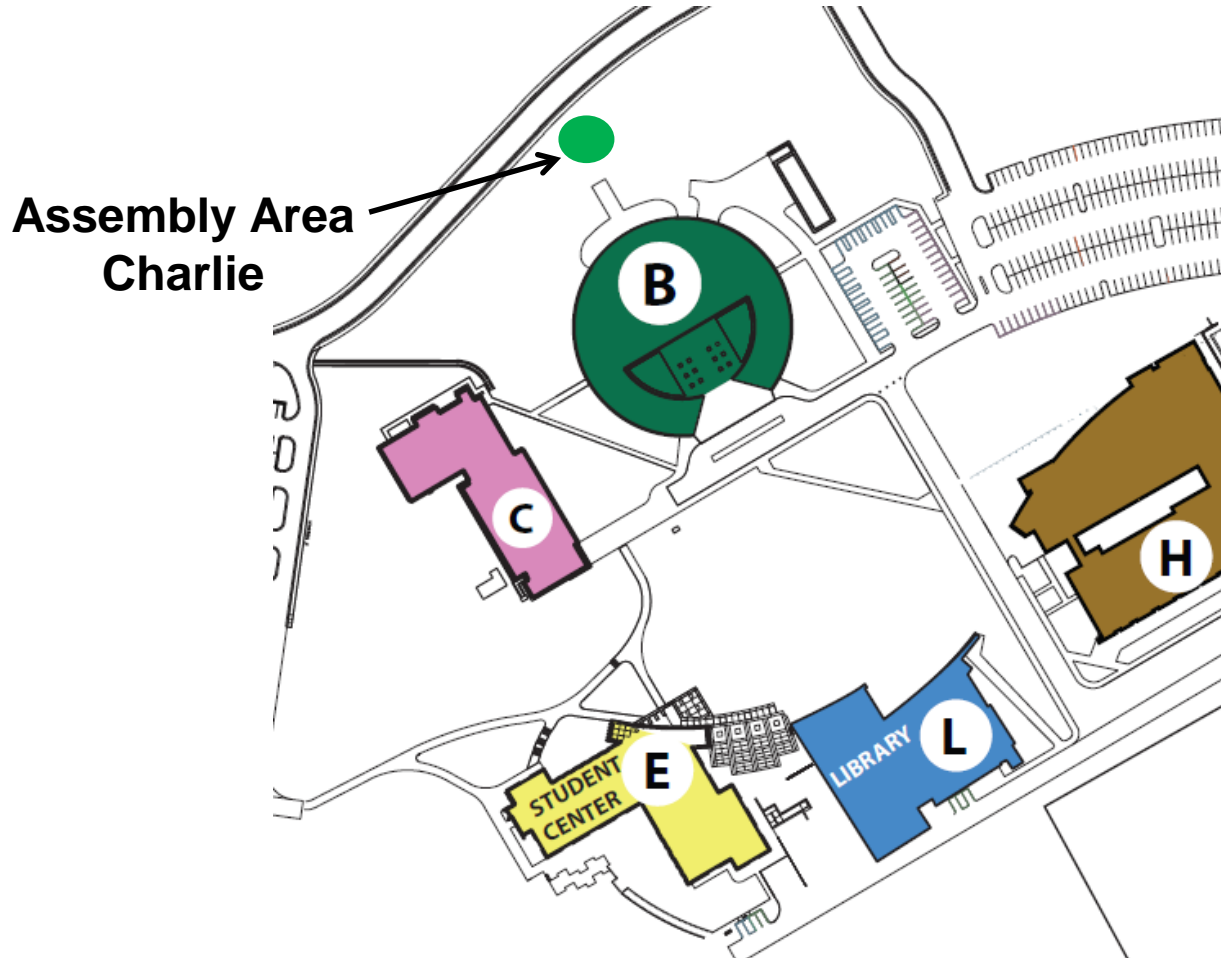 Assembly Area
Charlie
B
C
H
LIBRARY
L
E
STUDENT
CENTER